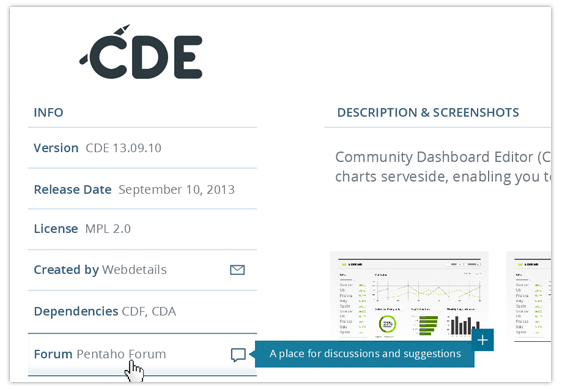 CDE
INFO
Version CDE 13.09.10
Release Date September 10, 2013
License MPL 2.0
Created by Webdetails
Dependencies CDF, CDA
Forum Pentaho Forum
A place for discussions and suggestions
DESCRIPTION & SCREENSHOTS
Community Dashboard Editor (C
charts serveside, enabling you t